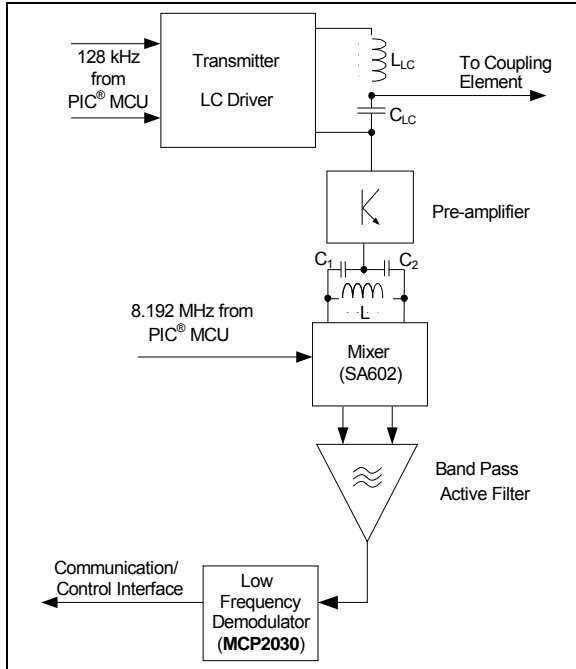 128 kHz
from
PIC® MCU
Transmitter
LC Driver
LLC
To Coupling
Element
CLC
Pre-amplifier
C1
C2
L
8.192 MHz from
PIC® MCU
Mixer
(SA602)
Band Pass
Active Filter
Communication/
Control Interface
Low
Frequency
Demodulator
(MCP2030)